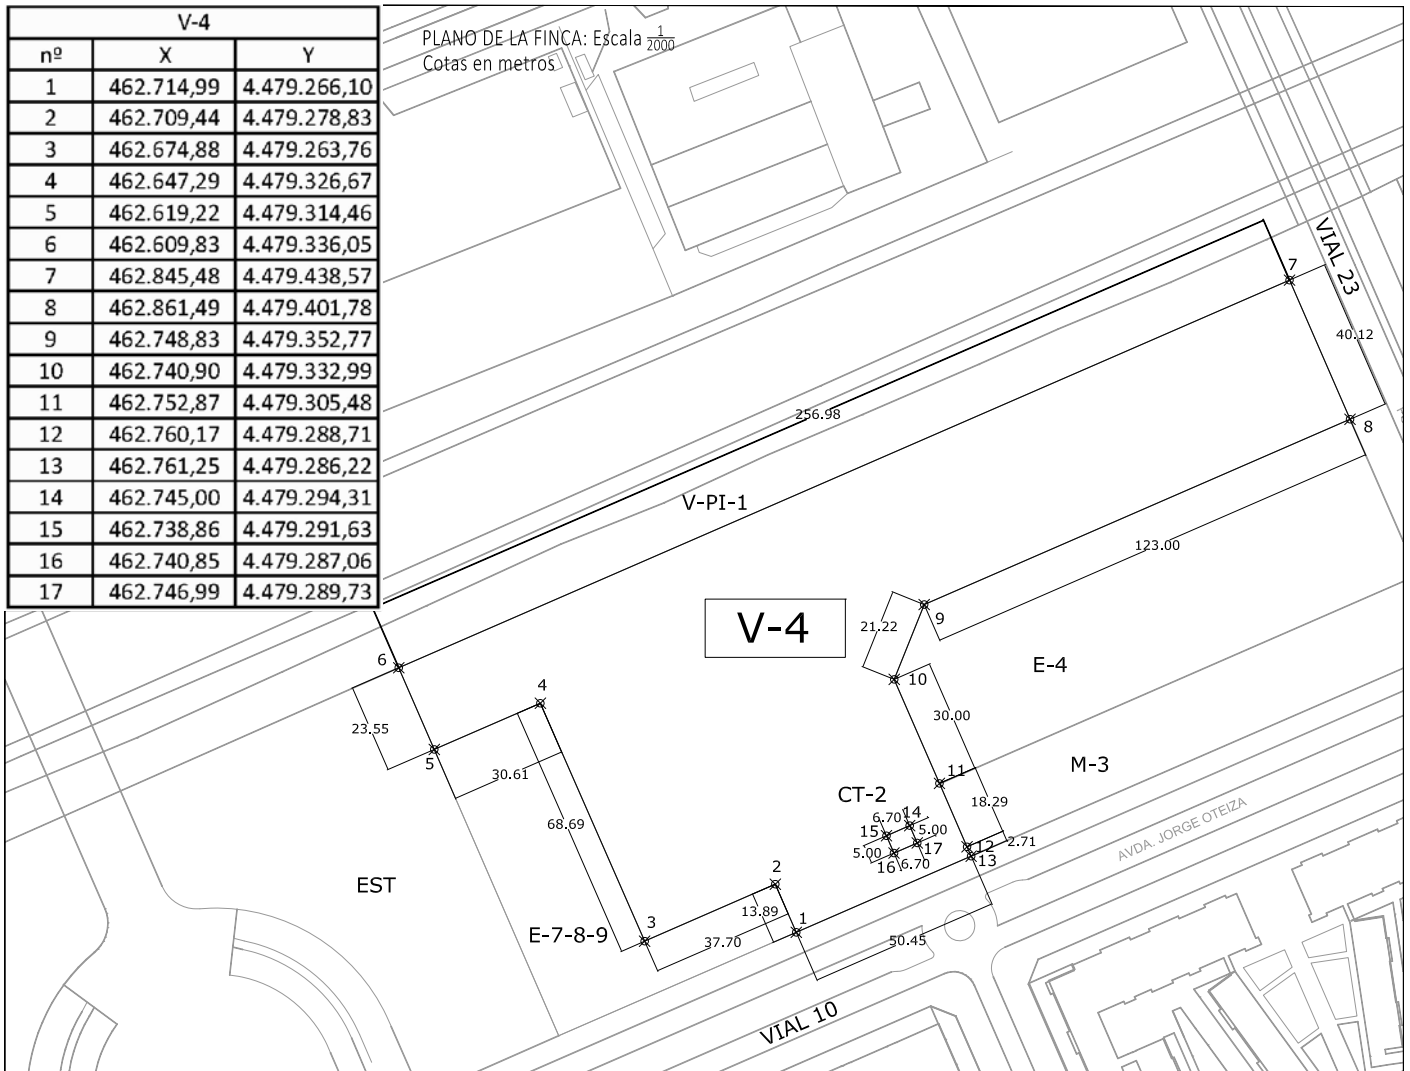 V-4
nº X Y
1 462.714,99 4.479.266,10
2 462.709,44 4.479.278,83
3 462.674,88 4.479.263,76
4 462.647,29 4.479.326,67
5 462.619,22 4.479.314,46
6 462.609,83 4.479.336,05
7 462.845,48 4.479.438,57
8 462.861,49 4.479.401,78
9 462.748,83 4.479.352,77
10 462.740,90 4.479.332,99
11 462.752,87 4.479.305,48
12 462.760,17 4.479.288,71
13 462.761,25 4.479.286,22
14 462.745,00 4.479.294,31
15 462.738,86 4.479.291,63
16 462.740,85 4.479.287,06
17 462.746,99 4.479.289,73
PLANO DE LA FINCA: Escala 1/2000
Cotas en metros
VIAL 23
7
40.12
8
256.98
V-PI-1
123.00
V-4
21.22
9
E-4
6
10
4
23.55
30.00
5
30.61
11
M-3
CT-2
68.69
18.29
6.70
14
15
5.00
12
2.71
17
5.00
16
6.70
13
AVDA. JORGE OTEIZA
2
EST
13.89
1
3
E-7-8-9
37.70
50.45
VIAL 10